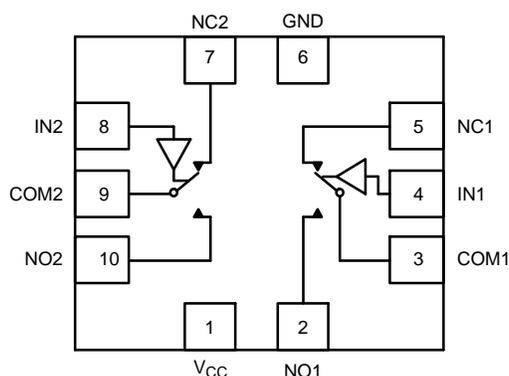 NC2 GND
7 6
IN2 8 5 NC1
COM2 9 4 IN1
NO2 10 3 COM1
1 2
VCC NO1